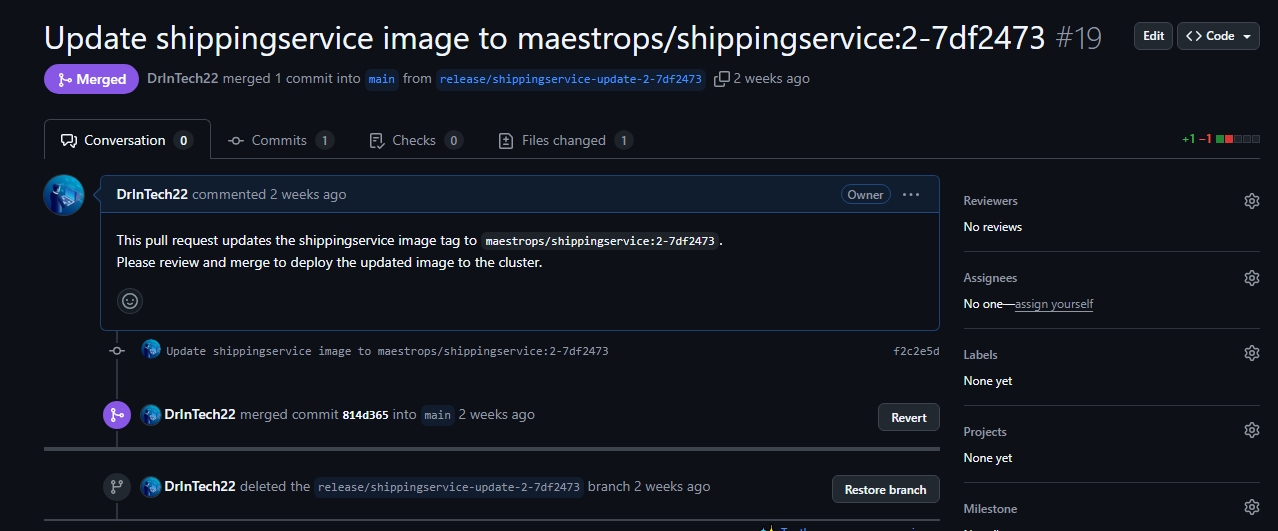 Update shippingservice image to maestrops/shippingservice:2-7df2473 #19
Edit
Code
Merged DrInTech22 merged 1 commit into main from release/shippingservice-update-2-7df2473 2 weeks ago
Conversation 0
Commits 1
Checks 0
Files changed 1
+1 −1
DrInTech22 commented 2 weeks ago
Owner
This pull request updates the shippingservice image tag to maestrops/shippingservice:2-7df2473.
Please review and merge to deploy the updated image to the cluster.
Update shippingservice image to maestrops/shippingservice:2-7df2473 f2c2e5d
DrInTech22 merged commit 814d365 into main 2 weeks ago
Revert
DrInTech22 deleted the release/shippingservice-update-2-7df2473 branch 2 weeks ago
Restore branch
Reviewers
No reviews
Assignees
No one—assign yourself
Labels
None yet
Projects
None yet
Milestone